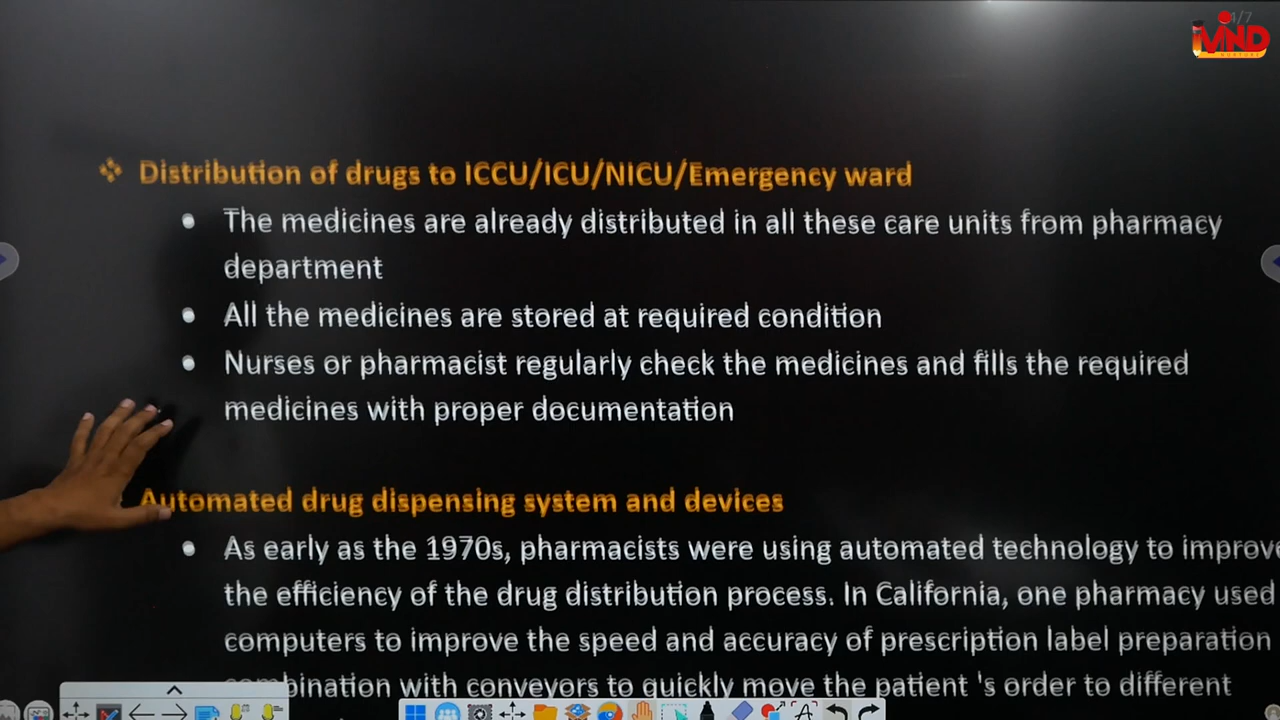 4/7
MIND
NURTURE
❖ Distribution of drugs to ICCU/ICU/NICU/Emergency ward
• The medicines are already distributed in all these care units from pharmacy
department
• All the medicines are stored at required condition
• Nurses or pharmacist regularly check the medicines and fills the required
medicines with proper documentation
Automated drug dispensing system and devices
• As early as the 1970s, pharmacists were using automated technology to improve
the efficiency of the drug distribution process. In California, one pharmacy used
computers to improve the speed and accuracy of prescription label preparation
with conveyors to quickly move the patient 's order to different